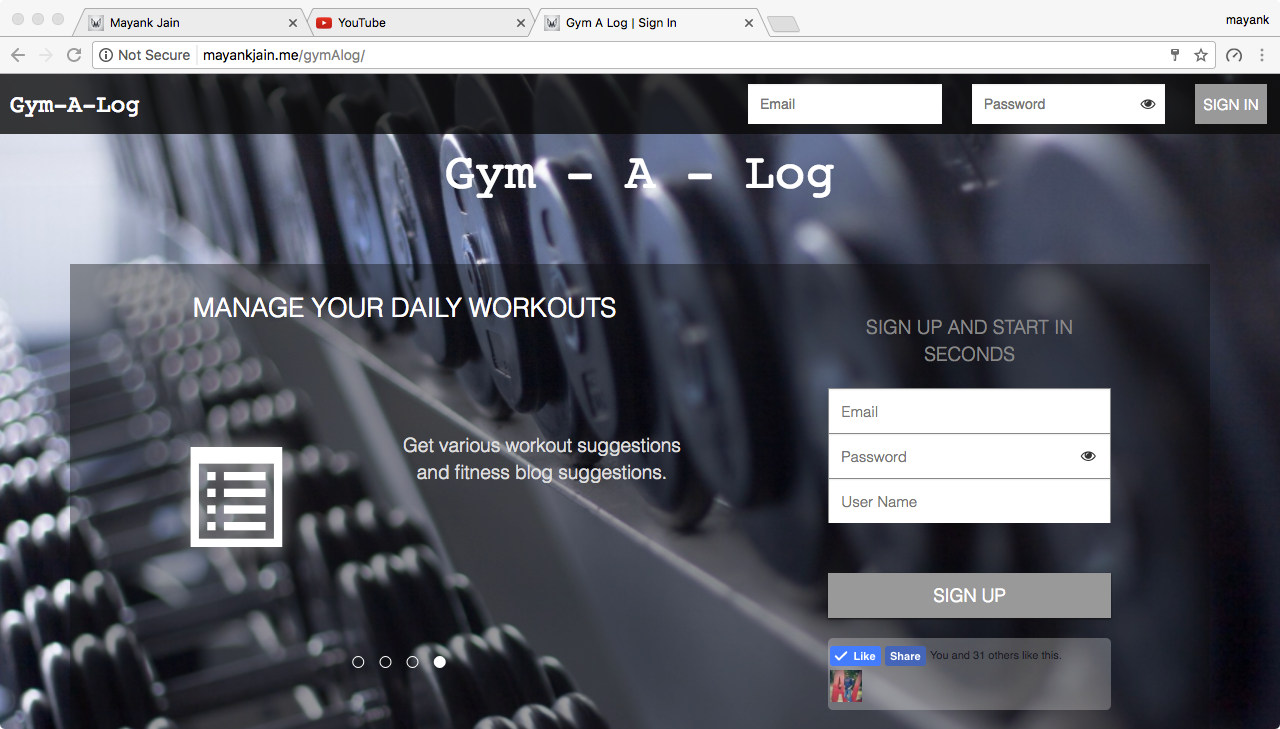 Mayank Jain
YouTube
Gym A Log | Sign In
mayank
Not Secure
mayankjain.me/gymAlog/
Gym-A-Log
Email
Password
SIGN IN
Gym - A - Log
MANAGE YOUR DAILY WORKOUTS
Get various workout suggestions
and fitness blog suggestions.
SIGN UP AND START IN
SECONDS
Email
Password
User Name
SIGN UP
Like
Share
You and 31 others like this.